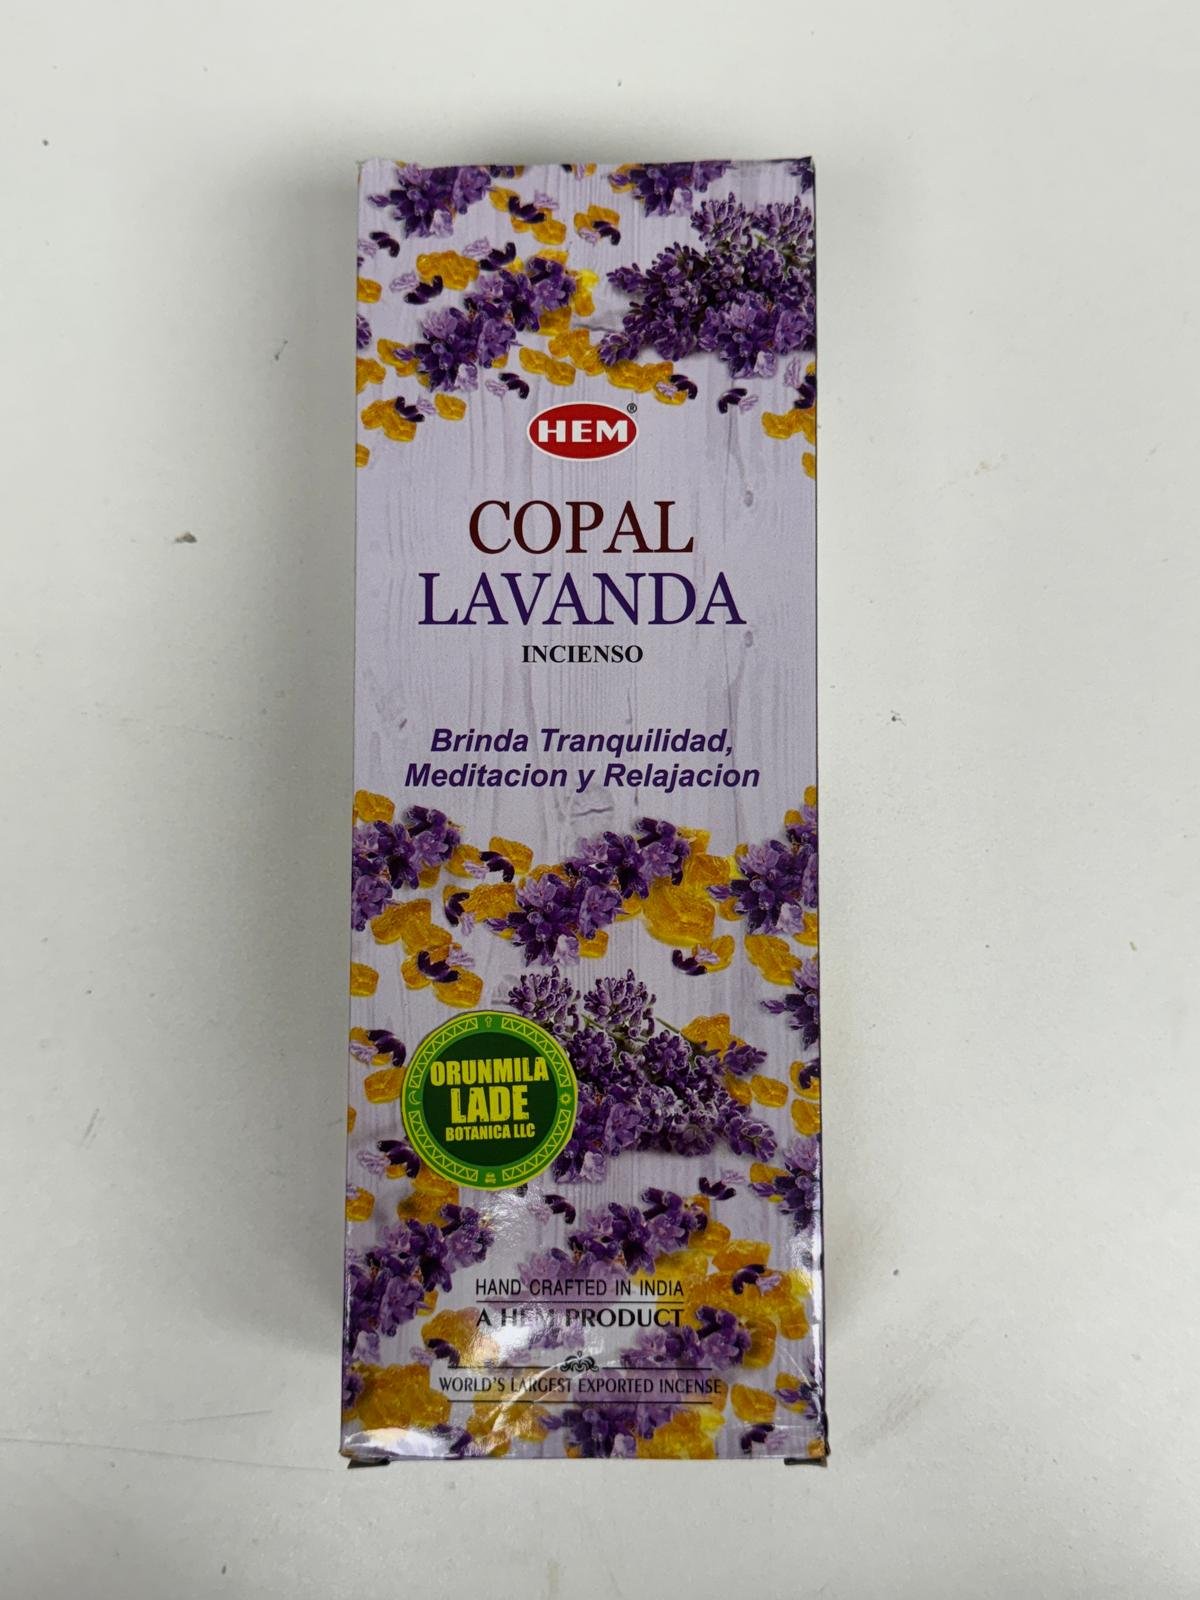 HEM®
COPAL
LAVANDA
INCIENSO
Brinda Tranquilidad,
Meditacion y Relajacion
ORUNMILA
LADE
BOTANICA LLC
HAND CRAFTED IN INDIA
A HEM PRODUCT
WORLD'S LARGEST EXPORTED INCENSE